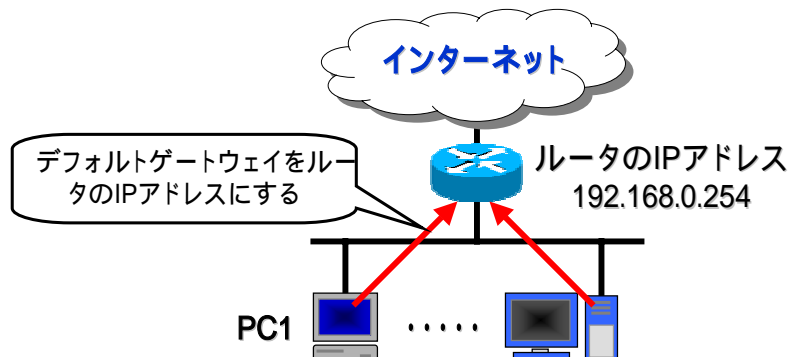 インターネット
デフォルトゲートウェイをルー
タのIPアドレスにする
ルータのIPアドレス
192.168.0.254
PC1
・・・・・